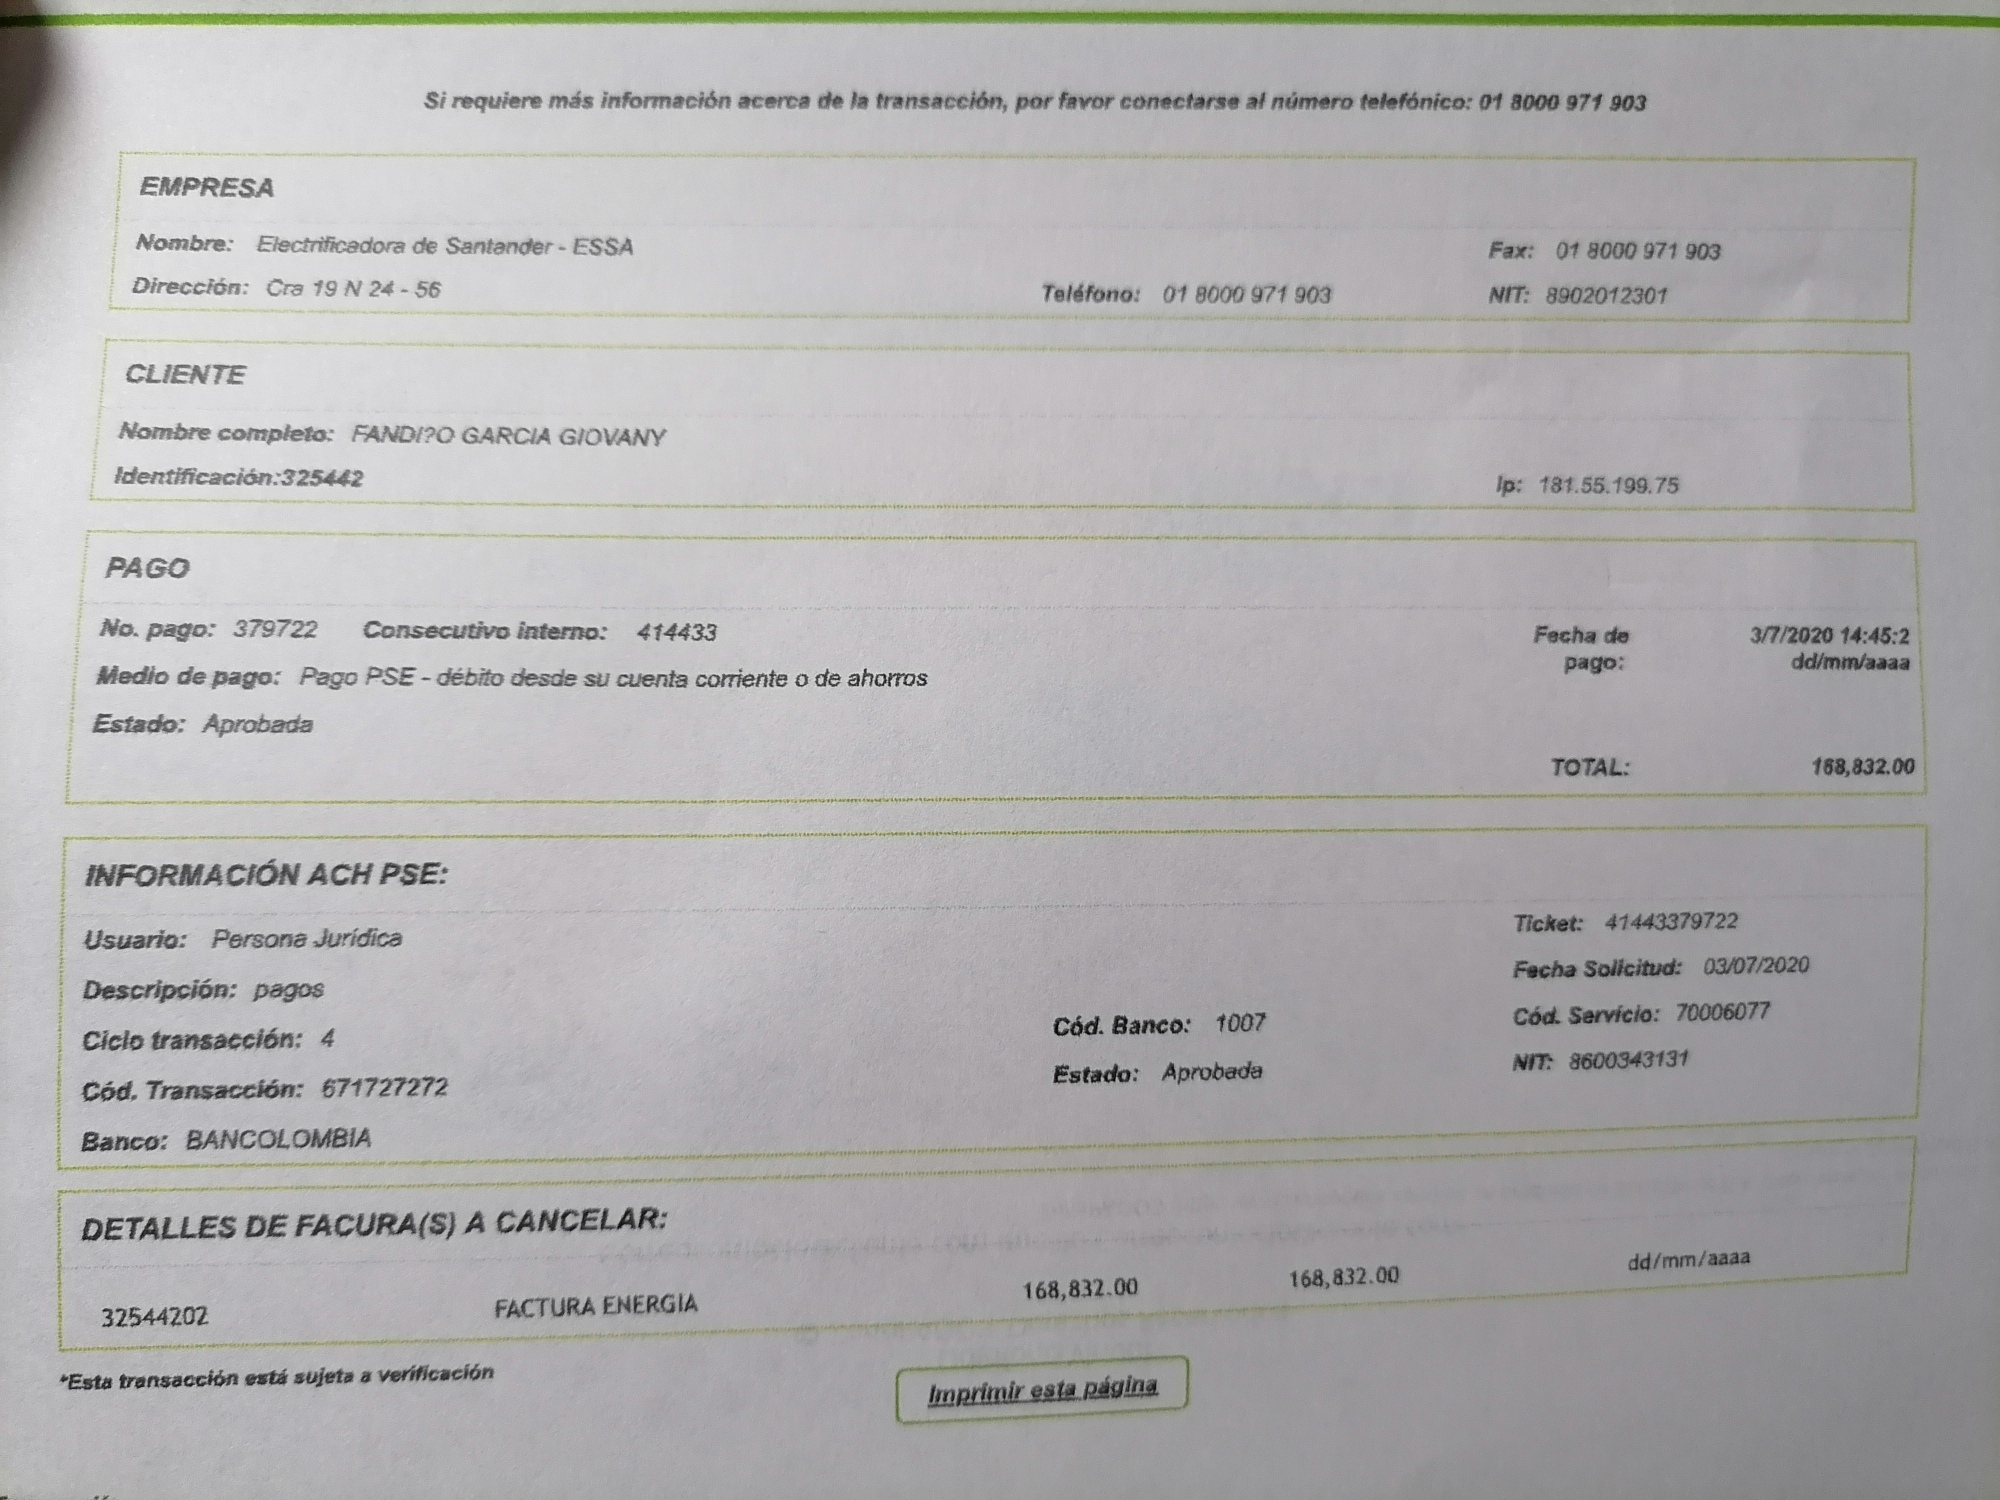 Si requiere más información acerca de la transacción, por favor conectarse al número telefónico: 01 8000 971 903
EMPRESA
Nombre: Electrificadora de Santander - ESSA
Fax: 01 8000 971 903
Dirección: Cra 19 N 24 - 56
Teléfono: 01 8000 971 903
NIT: 8902012301
CLIENTE
Nombre completo: FANDI?O GARCIA GIOVANY
Identificación:325442
Ip: 181.55.199.75
PAGO
No. pago: 379722 Consecutivo interno: 414433
Fecha de pago: 3/7/2020 14:45:2
dd/mm/aaaa
Medio de pago: Pago PSE - débito desde su cuenta corriente o de ahorros
Estado: Aprobada
TOTAL: 168,832.00
INFORMACIÓN ACH PSE:
Usuario: Persona Jurídica
Ticket: 41443379722
Descripción: pagos
Fecha Solicitud: 03/07/2020
Ciclo transacción: 4
Cód. Banco: 1007
Cód. Servicio: 70006077
Cód. Transacción: 671727272
Estado: Aprobada
NIT: 8600343131
Banco: BANCOLOMBIA
DETALLES DE FACURA(S) A CANCELAR:
32544202 FACTURA ENERGIA 168,832.00 168,832.00 dd/mm/aaaa
*Esta transacción está sujeta a verificación
Imprimir esta página